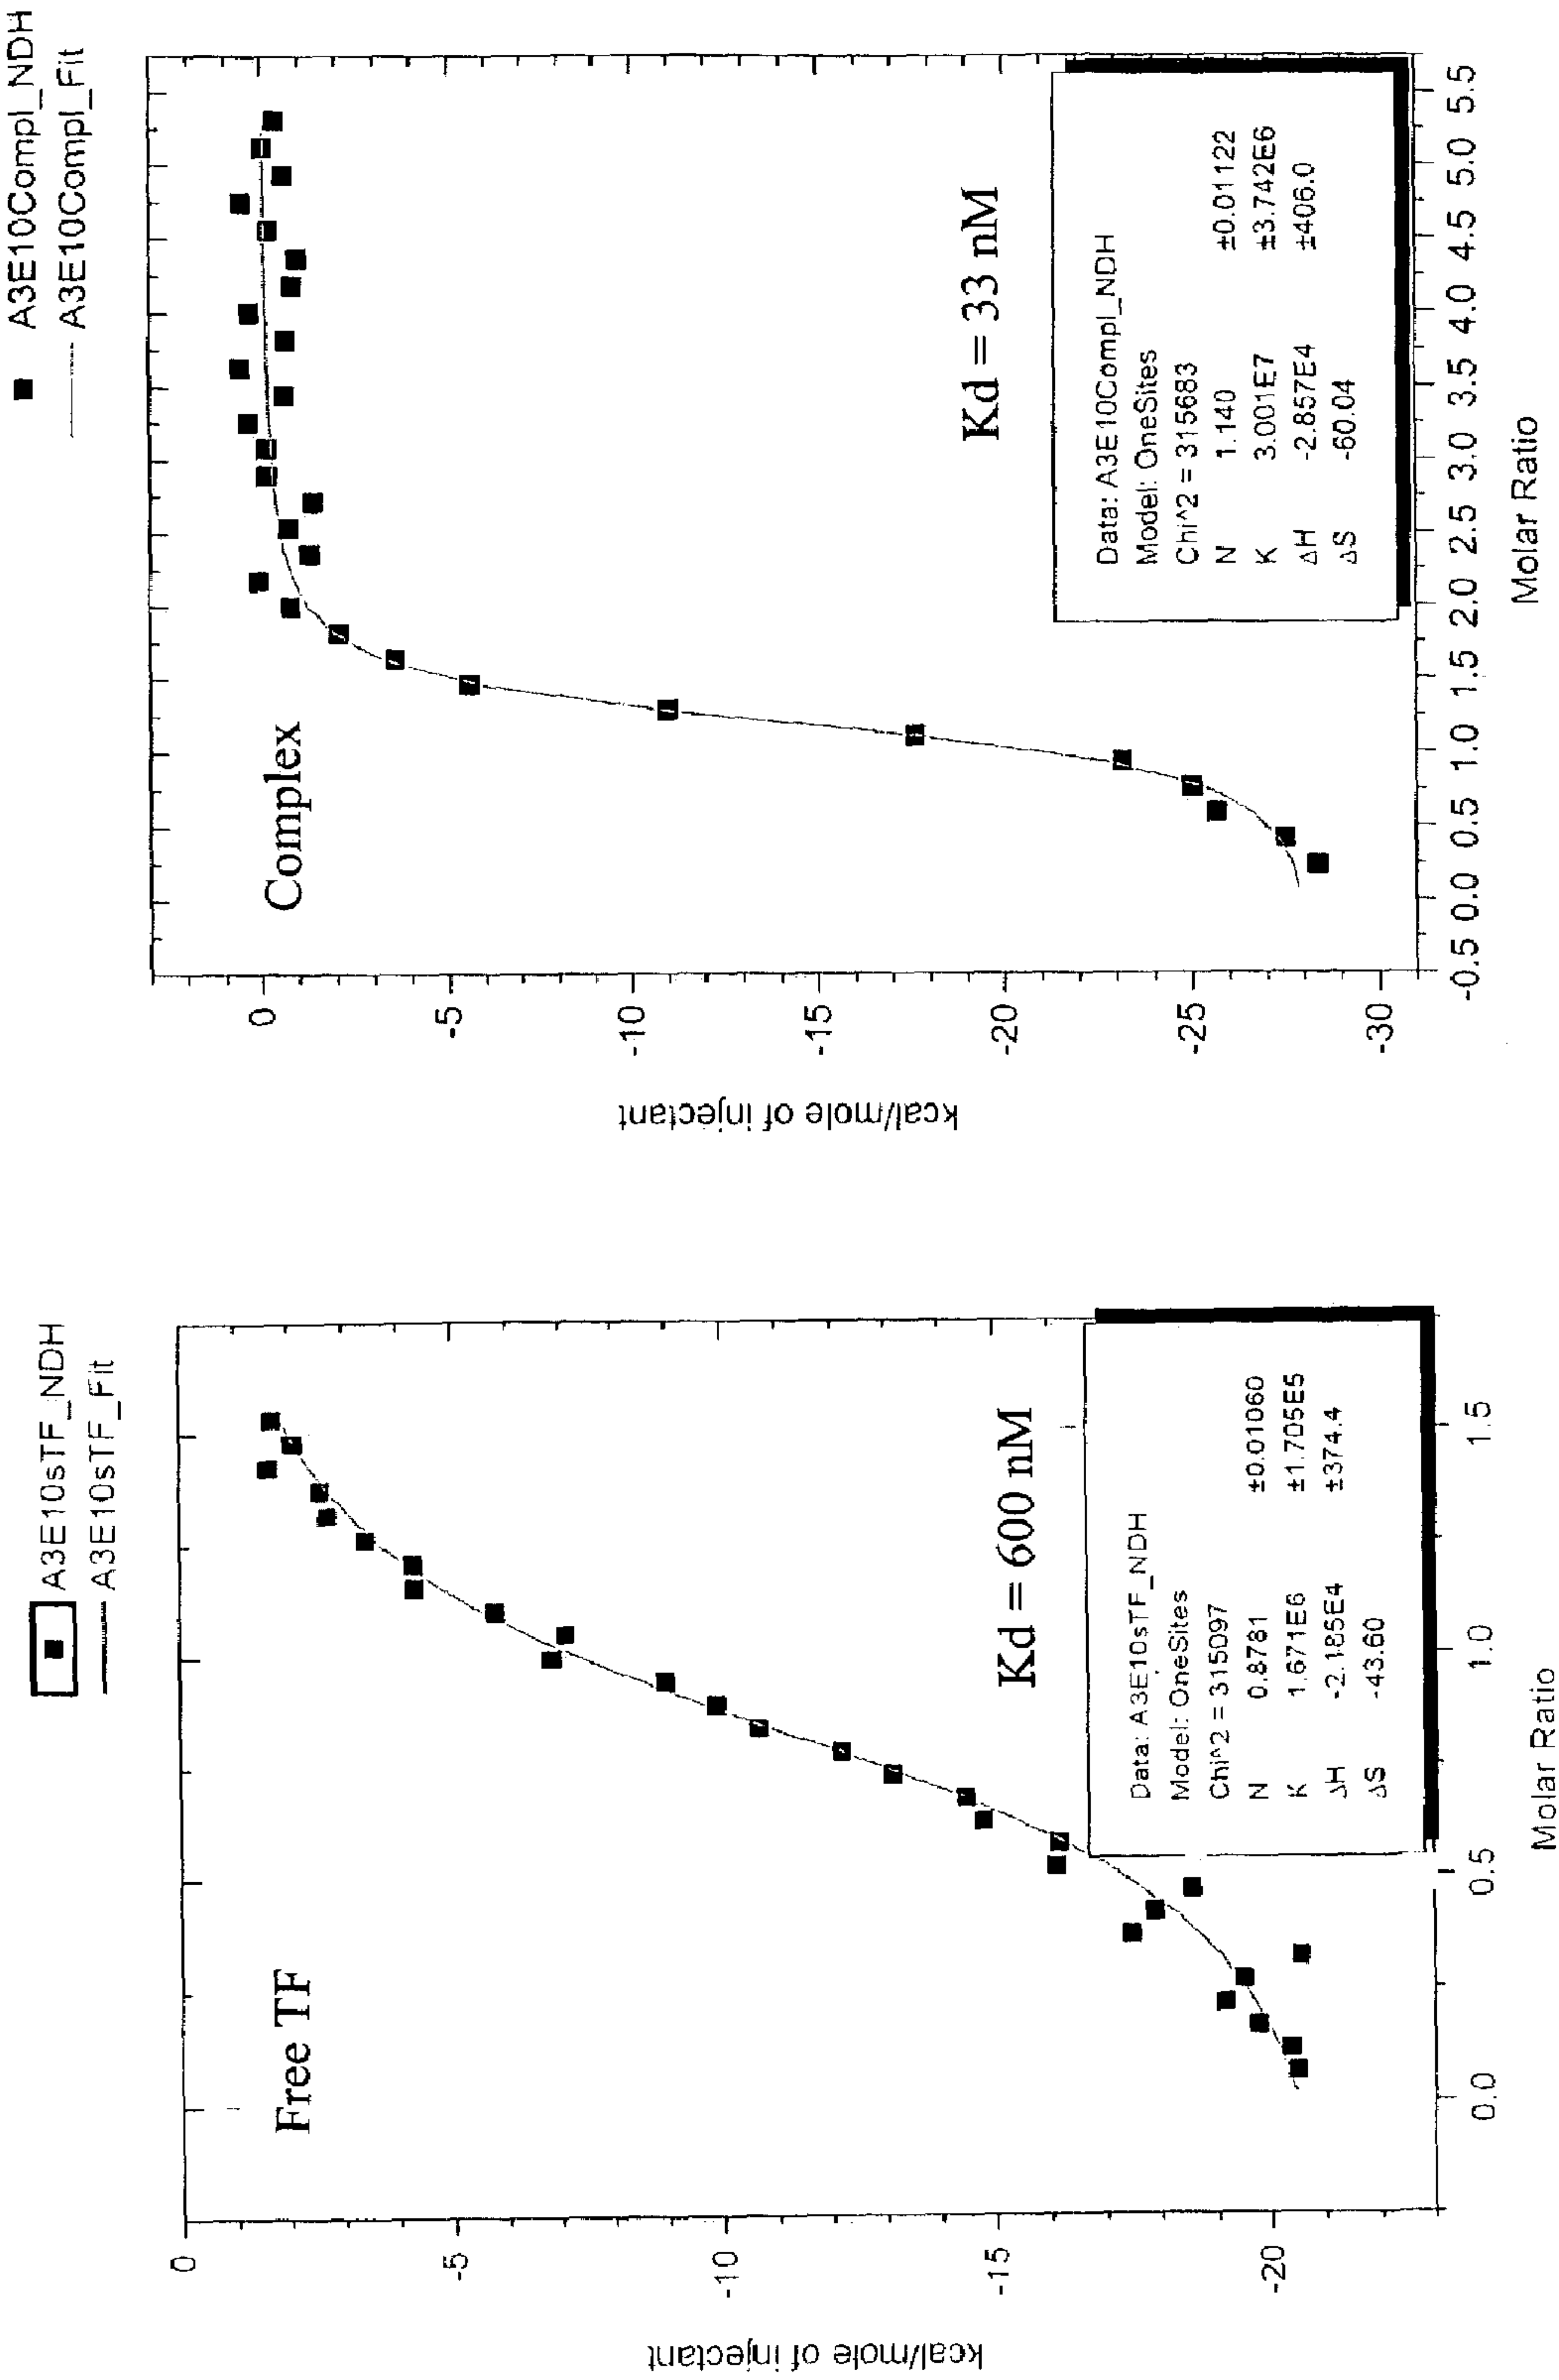 A3E10sTF_NDH
A3E10sTF_Fit
Free TF
0
-5
-10
-15
-20
kcal/mole of injectant
Kd = 600 nM
Data: A3E10sTF_NDH
Model: OneSites
Chi^2 = 315097
N 0.8781 ±0.01060
K 1.671E6 ±1.705E5
ΔH -2.185E4 ±374.4
ΔS -43.60
0.0 0.5 1.0 1.5
Molar Ratio
A3E10Compl_NDH
A3E10Compl_Fit
Complex
0
-5
-10
-15
-20
-25
-30
kcal/mole of injectant
Kd = 33 nM
Data: A3E10Compl_NDH
Model: OneSites
Chi^2 = 315683
N 1.140 ±0.01122
K 3.001E7 ±3.742E6
ΔH -2.857E4 ±406.0
ΔS -60.04
-0.5 0.0 0.5 1.0 1.5 2.0 2.5 3.0 3.5 4.0 4.5 5.0 5.5
Molar Ratio